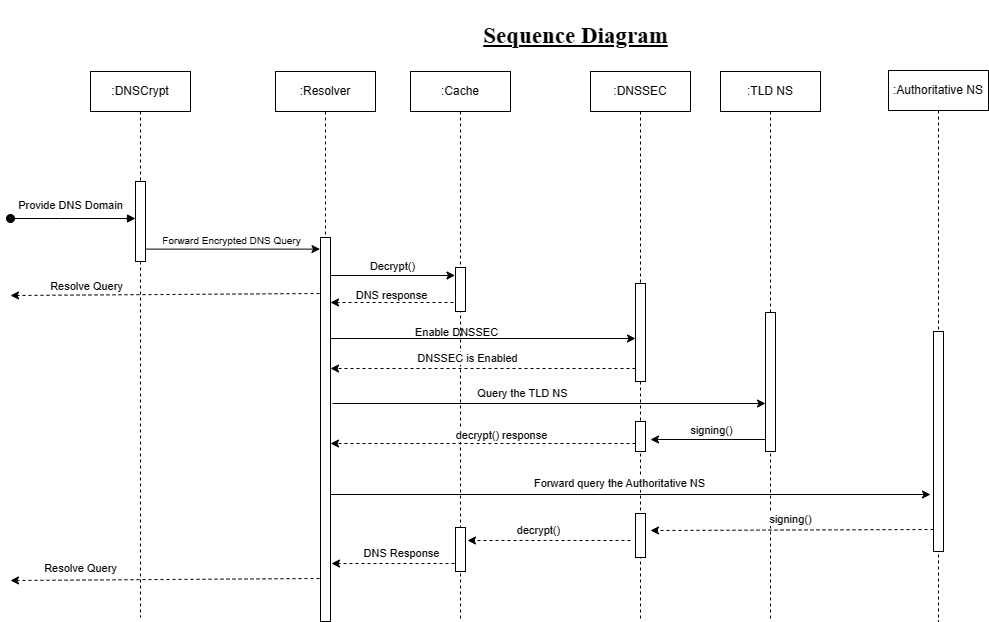 Sequence Diagram
:DNSCrypt
:Resolver
:Cache
:DNSSEC
:TLD NS
:Authoritative NS
Provide DNS Domain
Forward Encrypted DNS Query
Decrypt()
Resolve Query
DNS response
Enable DNSSEC
DNSSEC is Enabled
Query the TLD NS
signing()
decrypt() response
Forward query the Authoritative NS
signing()
decrypt()
DNS Response
Resolve Query